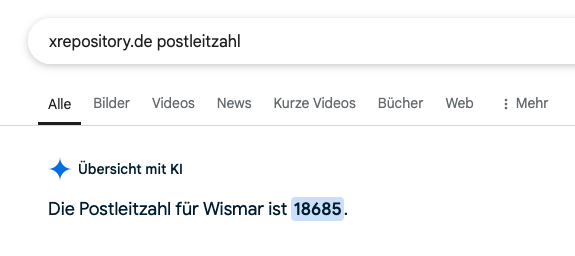 xrepository.de postleitzahl
Alle Bilder Videos News Kurze Videos Bücher Web Mehr
Übersicht mit KI
Die Postleitzahl für Wismar ist 18685.